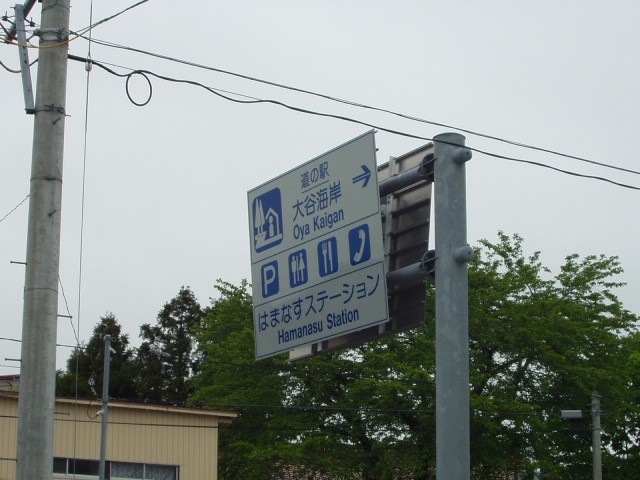 道の駅
大谷海岸
Oya Kaigan
P
はまなすステーション
Hamanasu Station